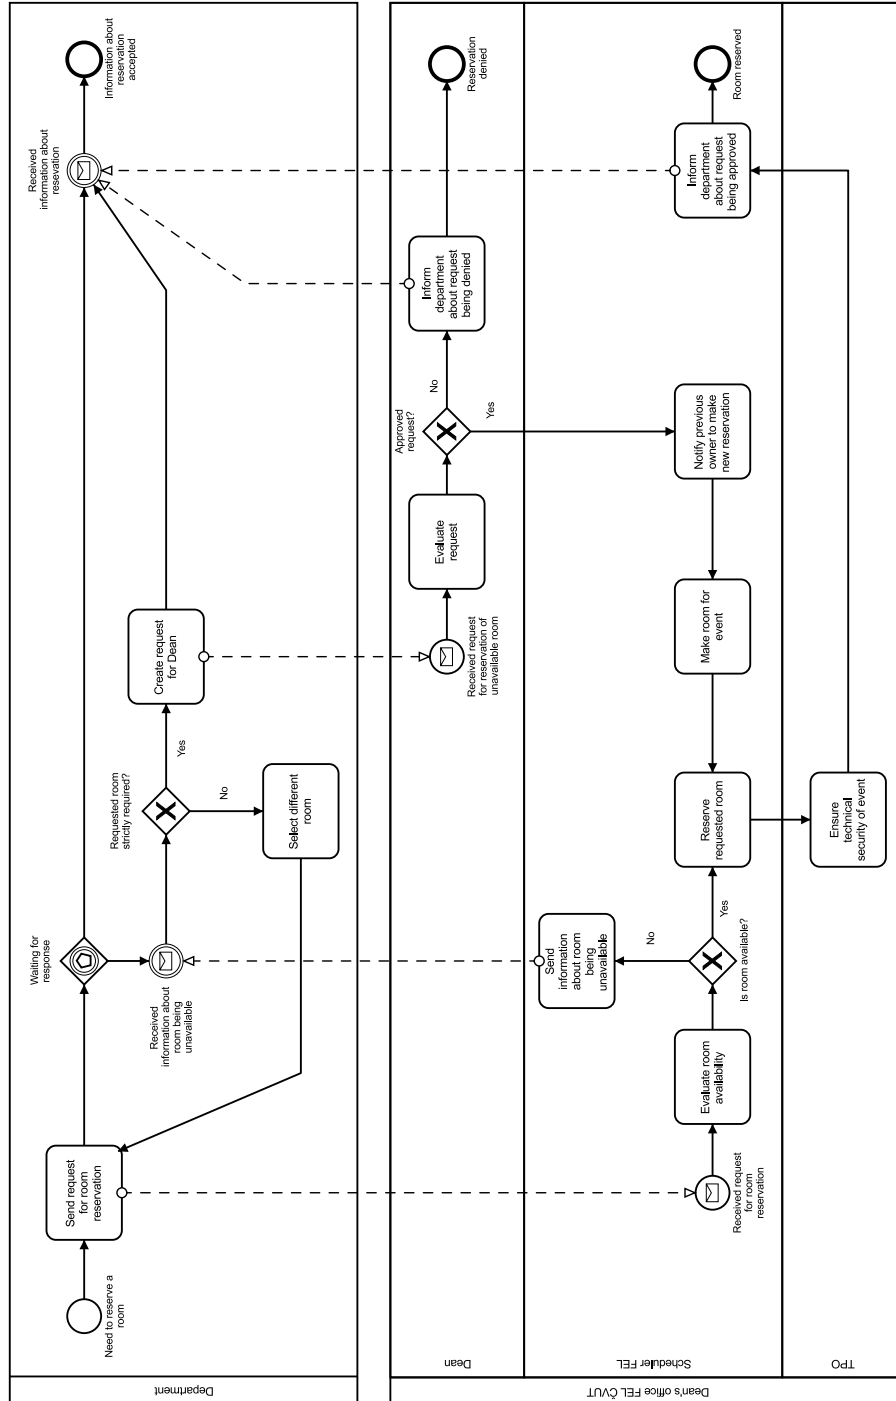 Department
Need to reserve a
room
Send request
for room
reservation
Waiting for
response
Received
information about
room being
unavailable
Requested room
strictly required?
Yes
No
Create request
for Dean
Select different
room
Received
information about
resevation
Information about
reservation
accepted
Dean's office FEL ČVUT
Dean
Received request
for reservation of
unavailable room
Evaluate
request
Approved
request?
No
Yes
Inform
department
about request
being denied
Reservation
denied
Scheduler FEL
Received request
for room
reservation
Evaluate room
availability
Is room available?
No
Yes
Send
information
about room
being
unavailable
Reserve
requested room
Make room for
event
Notify previous
owner to make
new reservation
Inform
department
about request
being approved
Room reserved
TPO
Ensure
technical
security of event